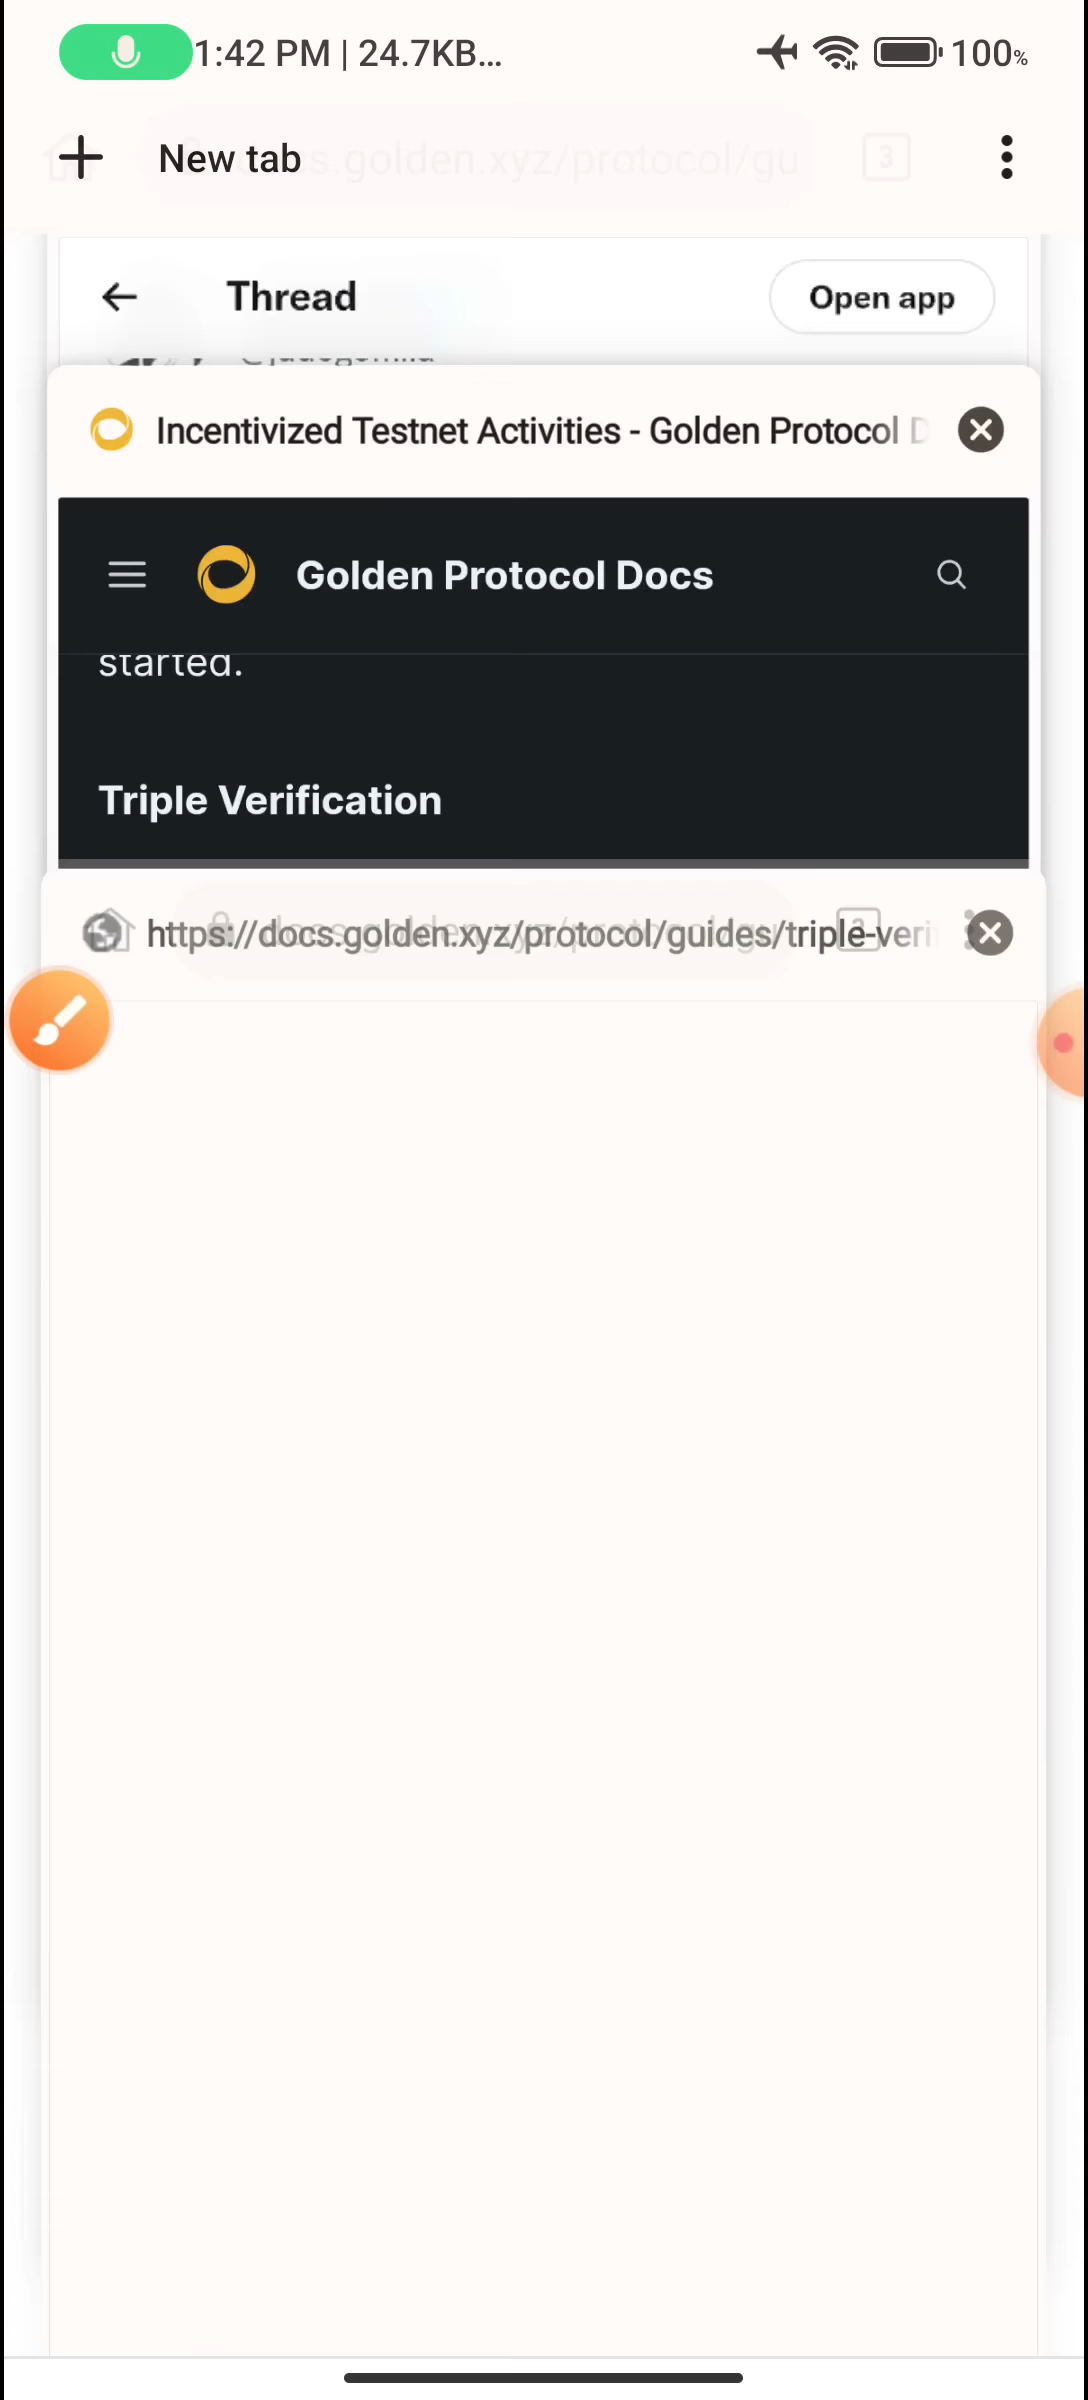 1:42 PM | 24.7KB...
100%
New tab
3
Thread
Open app
Incentivized Testnet Activities - Golden Protocol
Golden Protocol Docs
started.
Triple Verification
https://docs.golden.xyz/protocol/guides/triple-veri